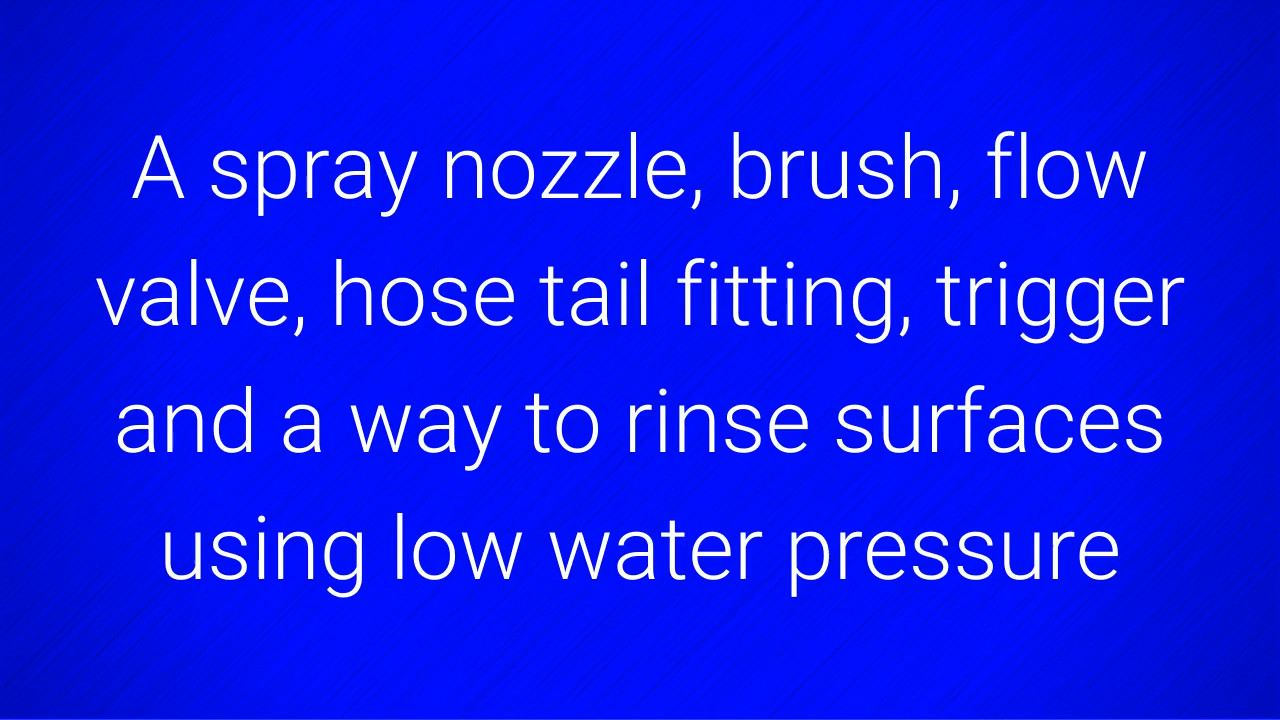 A spray nozzle, brush, flow
valve, hose tail fitting, trigger
and a way to rinse surfaces
using low water pressure